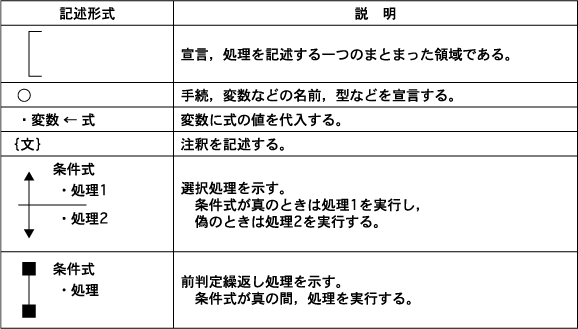 記述形式
説　明
宣言，処理を記述する一つのまとまった領域である。
○
手続，変数などの名前，型などを宣言する。
・変数 ← 式
変数に式の値を代入する。
{文}
注釈を記述する。
条件式
・処理1
・処理2
選択処理を示す。
条件式が真のときは処理1を実行し，
偽のときは処理2を実行する。
条件式
・処理
前判定繰返し処理を示す。
条件式が真の間，処理を実行する。